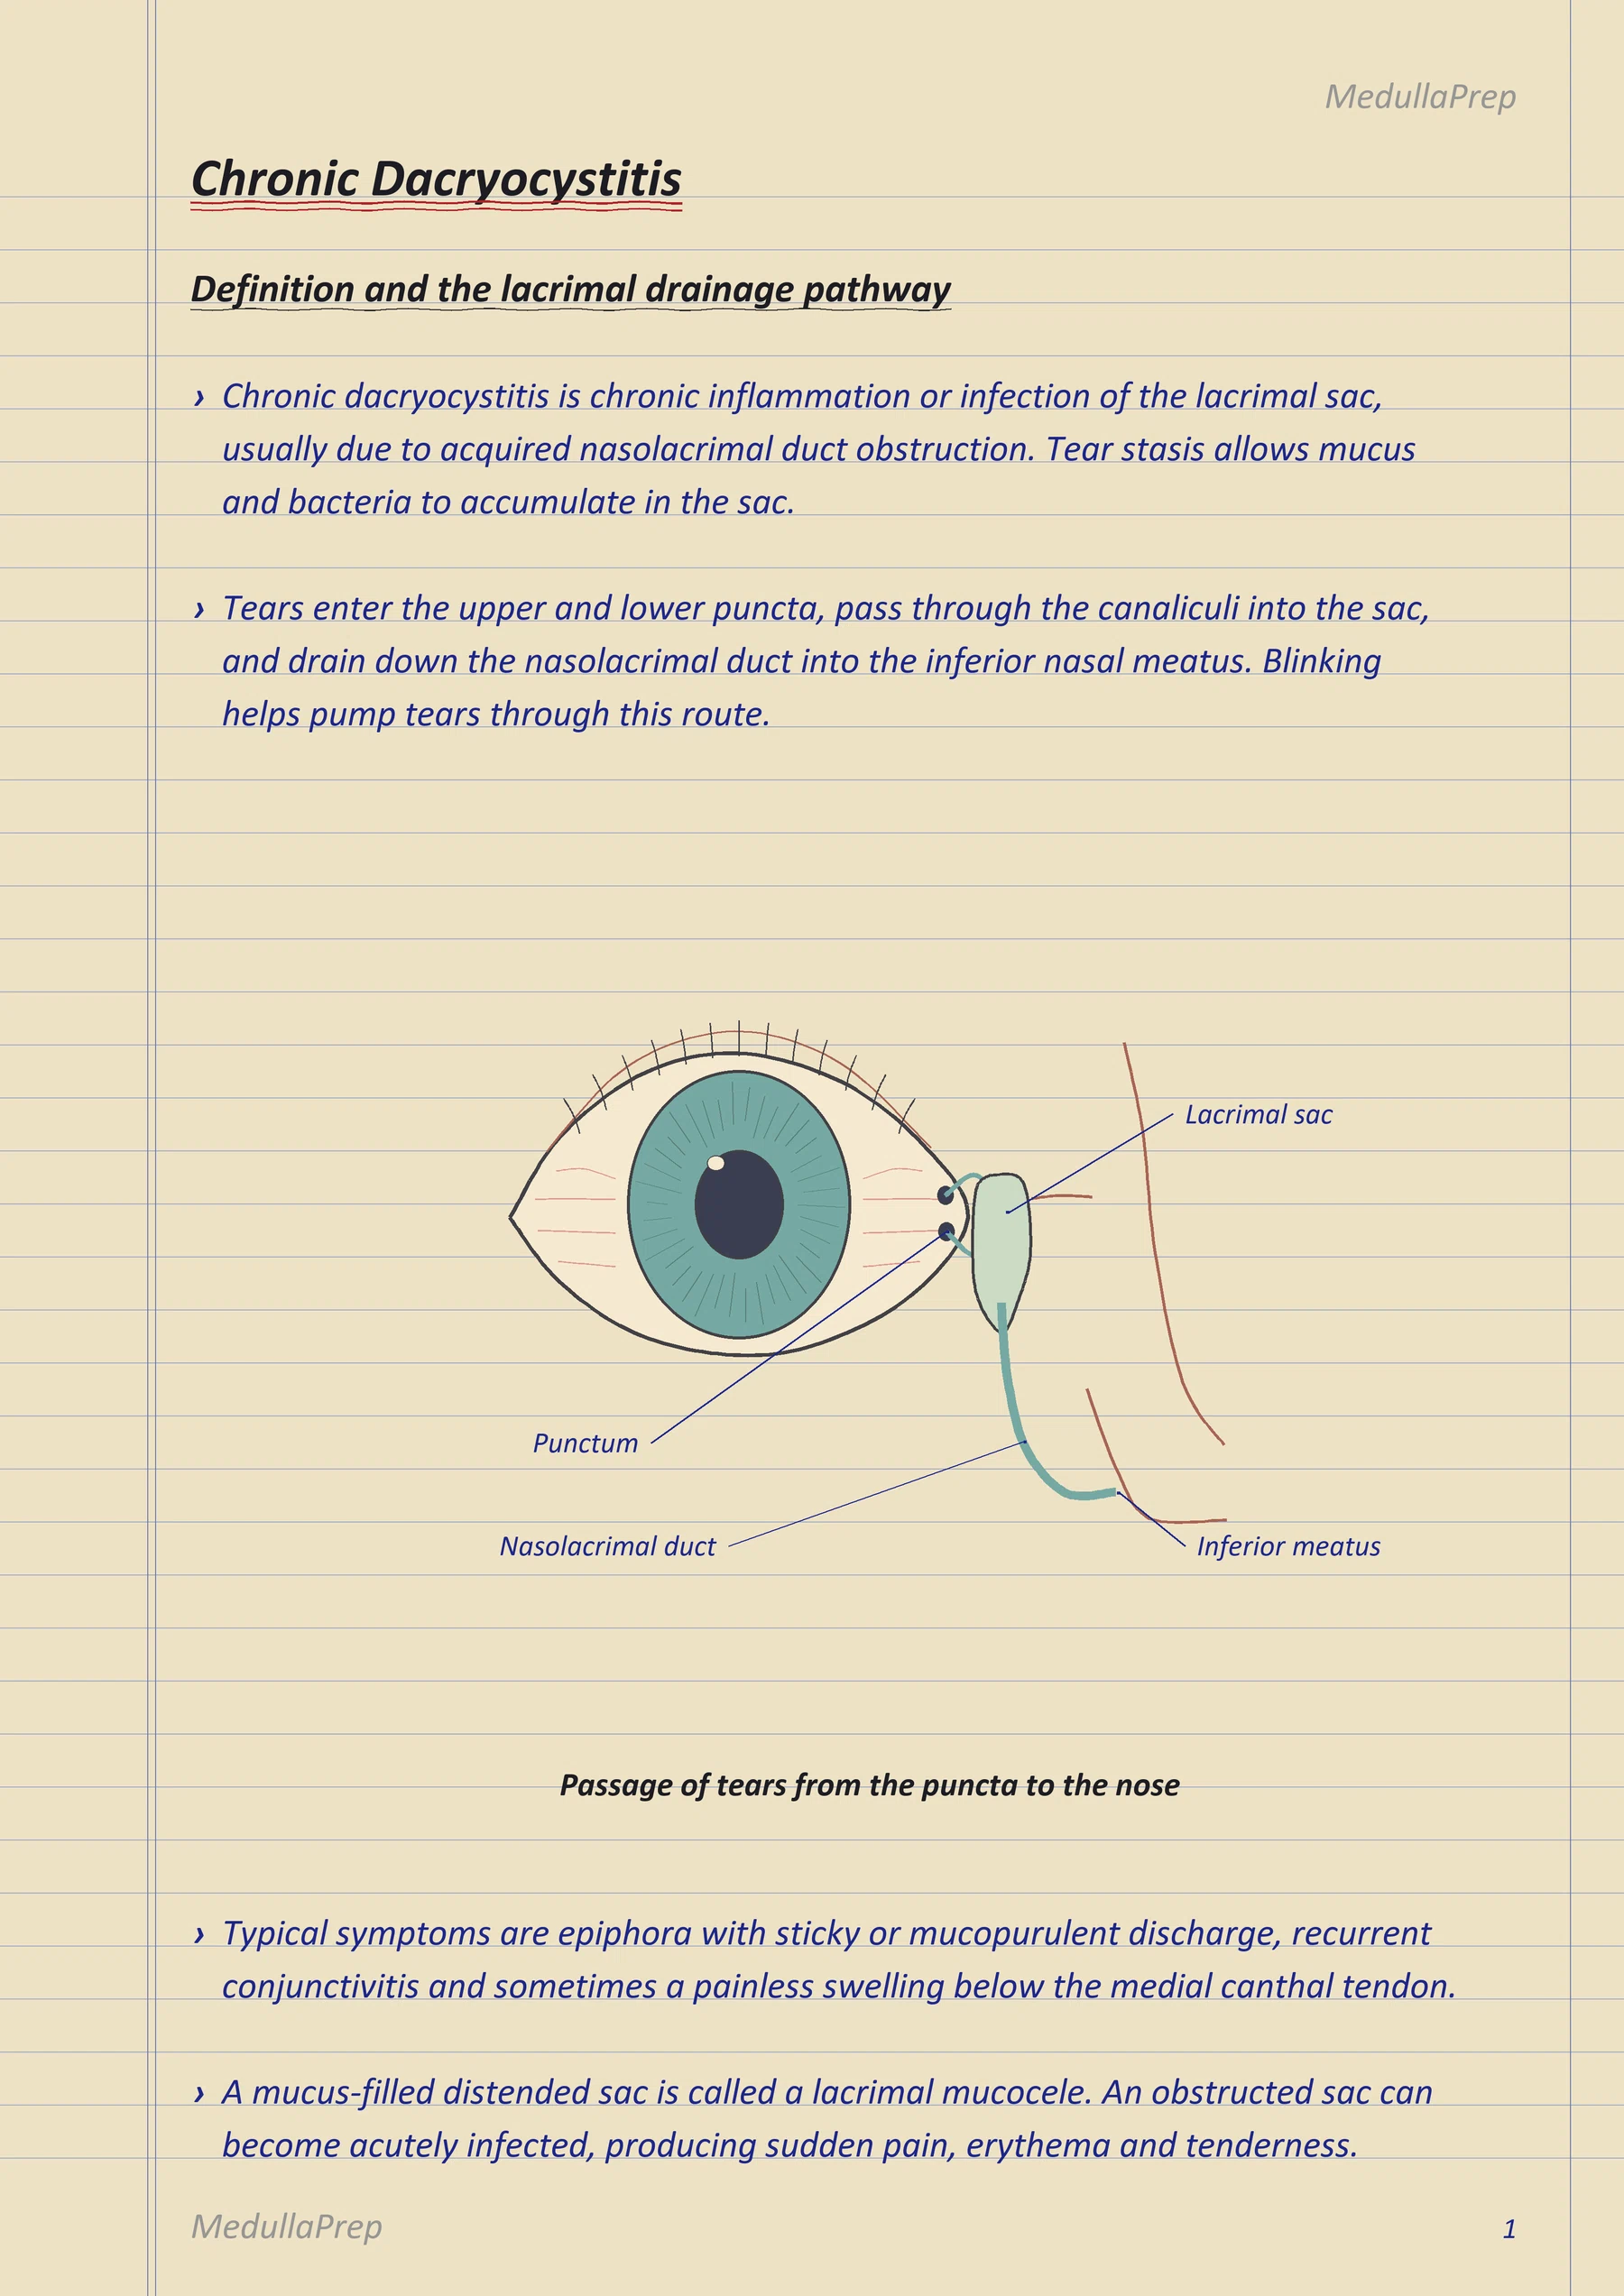 MedullaPrep
Chronic Dacryocystitis
Definition and the lacrimal drainage pathway
› Chronic dacryocystitis is chronic inflammation or infection of the lacrimal sac,
usually due to acquired nasolacrimal duct obstruction. Tear stasis allows mucus
and bacteria to accumulate in the sac.
› Tears enter the upper and lower puncta, pass through the canaliculi into the sac,
and drain down the nasolacrimal duct into the inferior nasal meatus. Blinking
helps pump tears through this route.
Lacrimal sac
Punctum
Nasolacrimal duct
Inferior meatus
Passage of tears from the puncta to the nose
› Typical symptoms are epiphora with sticky or mucopurulent discharge, recurrent
conjunctivitis and sometimes a painless swelling below the medial canthal tendon.
› A mucus-filled distended sac is called a lacrimal mucocele. An obstructed sac can
become acutely infected, producing sudden pain, erythema and tenderness.
MedullaPrep
1